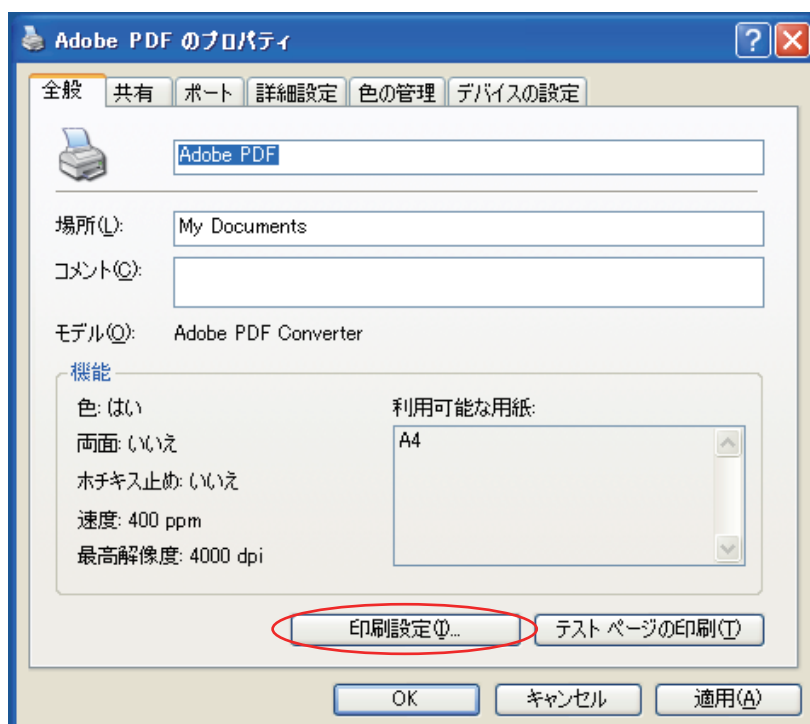 Adobe PDF のプロパティ
全般 共有 ポート 詳細設定 色の管理 デバイスの設定
Adobe PDF
場所(L): My Documents
コメント(C):
モデル(O): Adobe PDF Converter
機能
色: はい 利用可能な用紙:
両面: いいえ A4
ホチキス止め: いいえ
速度: 400 ppm
最高解像度: 4000 dpi
印刷設定(I)... テスト ページの印刷(T)
OK キャンセル 適用(A)